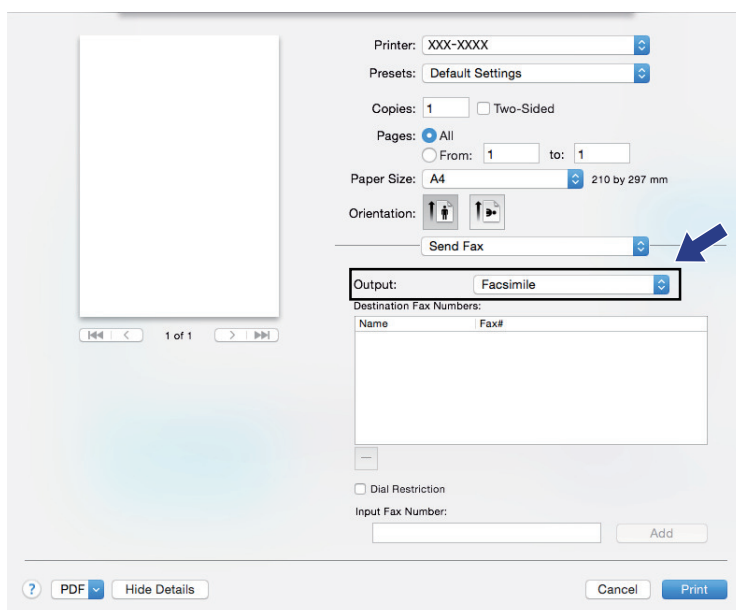 Printer: XXX-XXXX
Presets: Default Settings
Copies: 1 Two-Sided
Pages: All
From: 1 to: 1
Paper Size: A4 210 by 297 mm
Orientation:
Send Fax
Output: Facsimile
Destination Fax Numbers:
Name Fax#
1 of 1
Dial Restriction
Input Fax Number:
Add
? PDF Hide Details Cancel Print